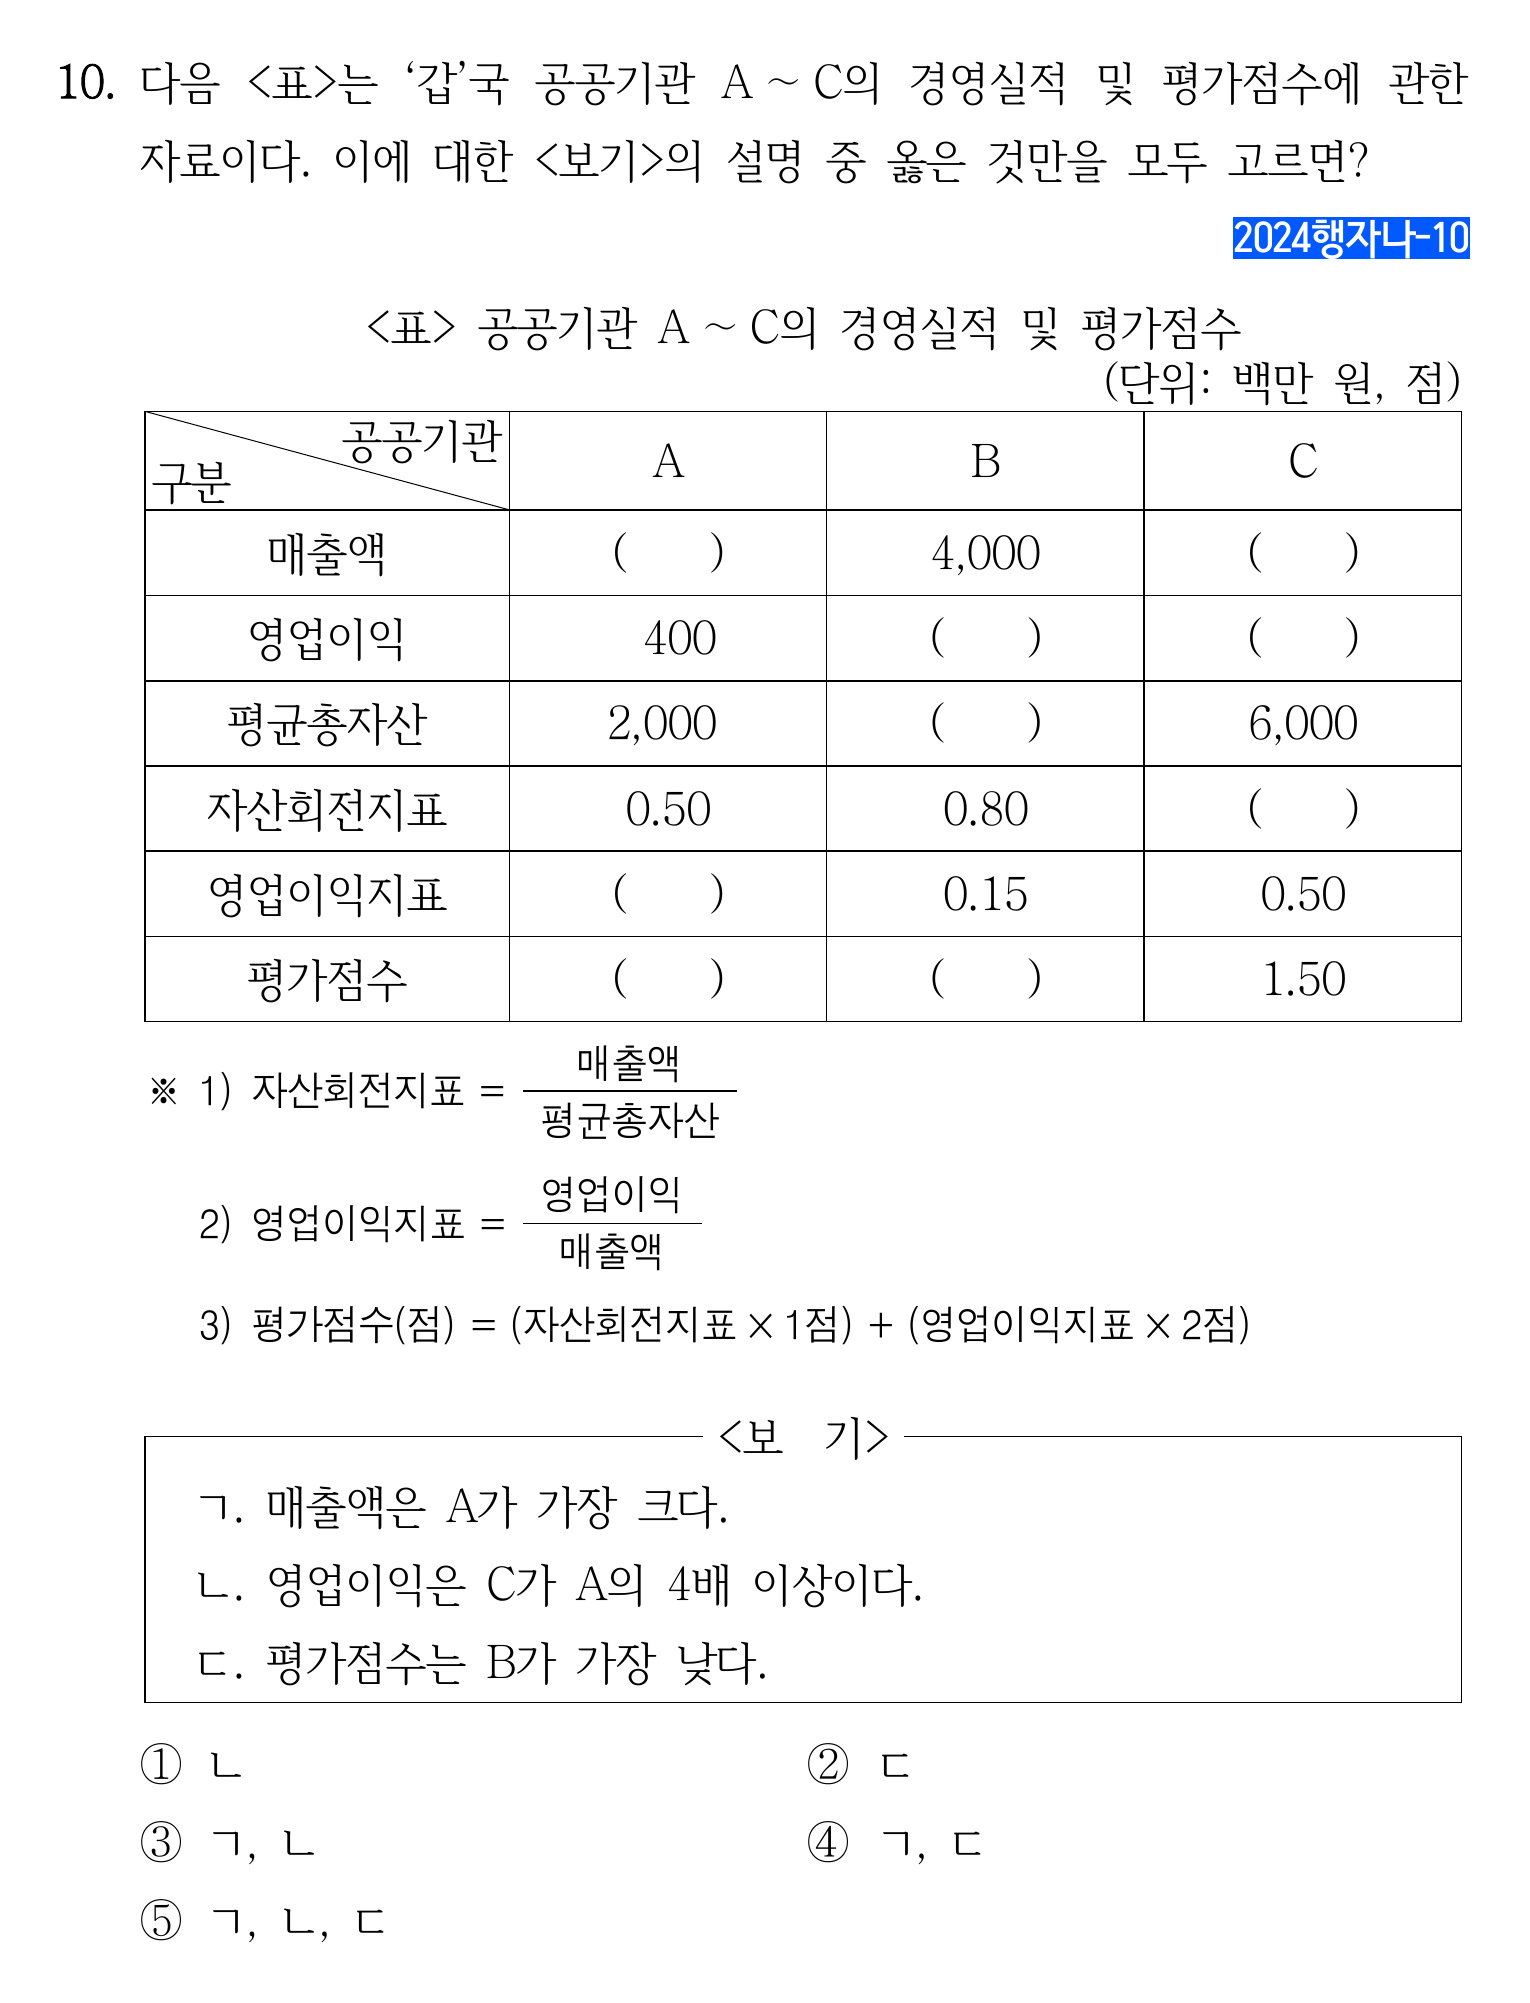 10. 다음 <표>는 ‘갑’국 공공기관 A ~ C의 경영실적 및 평가점수에 관한
자료이다. 이에 대한 <보기>의 설명 중 옳은 것만을 모두 고르면?
2024행자나-10
<표> 공공기관 A ~ C의 경영실적 및 평가점수
(단위: 백만 원, 점)
구분 공공기관 A B C
매출액 ( ) 4,000 ( )
영업이익 400 ( ) ( )
평균총자산 2,000 ( ) 6,000
자산회전지표 0.50 0.80 ( )
영업이익지표 ( ) 0.15 0.50
평가점수 ( ) ( ) 1.50
※ 1) 자산회전지표 = 매출액 / 평균총자산
2) 영업이익지표 = 영업이익 / 매출액
3) 평가점수(점) = (자산회전지표 × 1점) + (영업이익지표 × 2점)
<보 기>
ㄱ. 매출액은 A가 가장 크다.
ㄴ. 영업이익은 C가 A의 4배 이상이다.
ㄷ. 평가점수는 B가 가장 낮다.
① ㄴ ② ㄷ
③ ㄱ, ㄴ ④ ㄱ, ㄷ
⑤ ㄱ, ㄴ, ㄷ